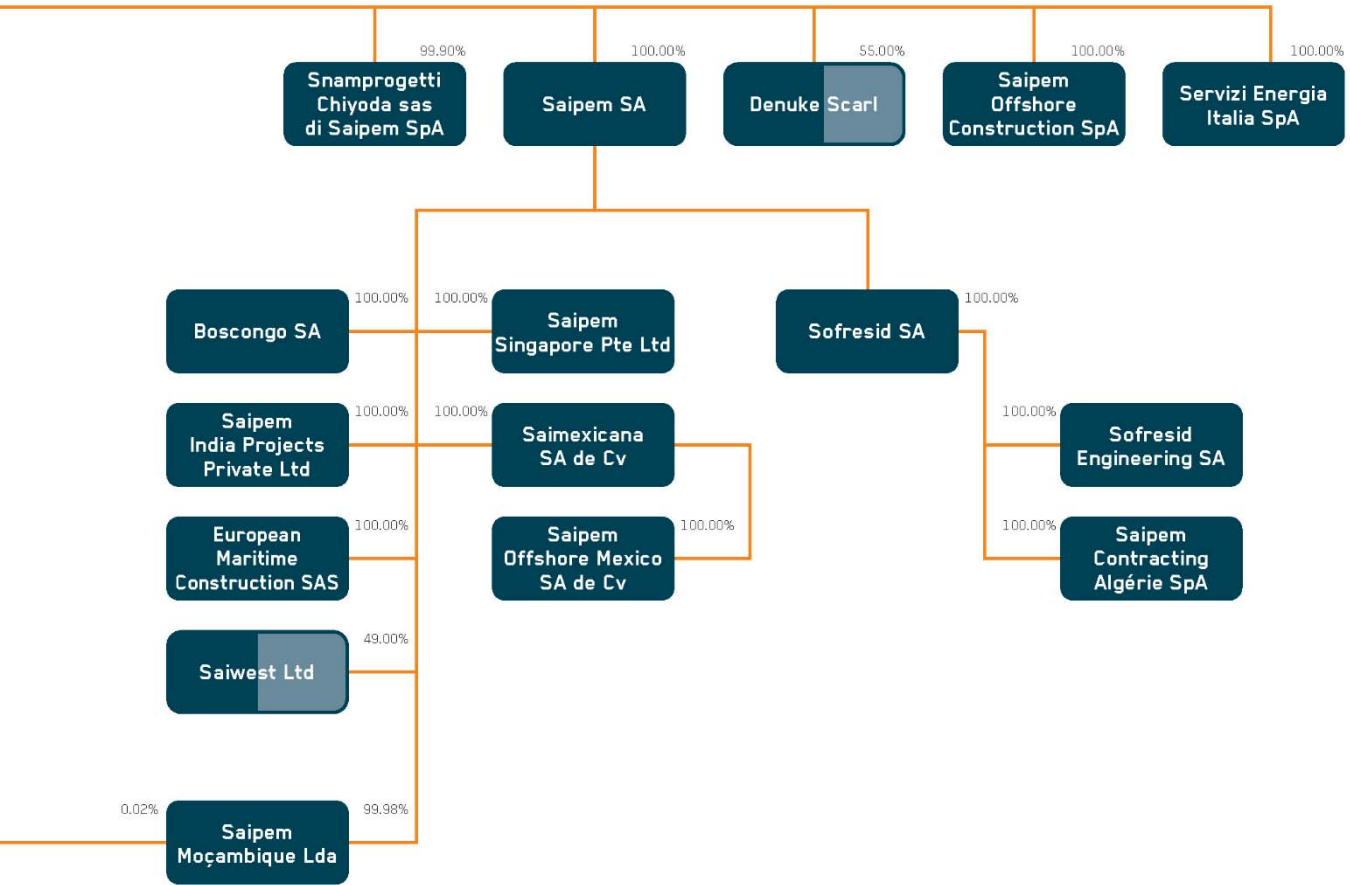 99.90%
Snamprogetti
Chiyoda sas
di Saipem SpA
100.00%
Saipem SA
55.00%
Denuke Scarl
100.00%
Saipem
Offshore
Construction SpA
100.00%
Servizi Energia
Italia SpA
100.00%
Boscongo SA
100.00%
Saipem
Singapore Pte Ltd
100.00%
Sofresid SA
100.00%
Saipem
India Projects
Private Ltd
100.00%
Saimexicana
SA de Cv
100.00%
Sofresid
Engineering SA
100.00%
European
Maritime
Construction SAS
100.00%
Saipem
Offshore Mexico
SA de Cv
100.00%
Saipem
Contracting
Algérie SpA
49.00%
Saiwest Ltd
0.02%
99.98%
Saipem
Moçambique Lda